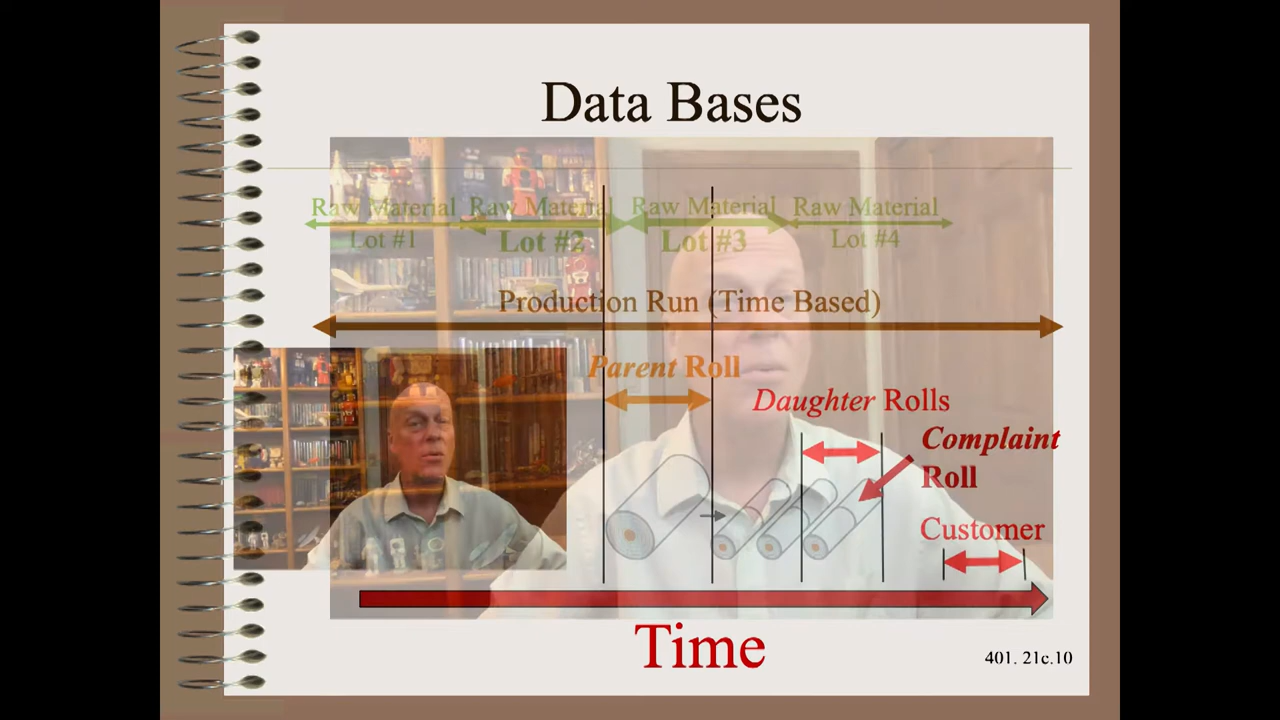 Data Bases
Raw Material Raw Material Raw Material Raw Material
Lot #1 Lot #2 Lot #3 Lot #4
Production Run (Time Based)
Parent Roll
Daughter Rolls
Complaint
Roll
Customer
Time
401. 21c.10